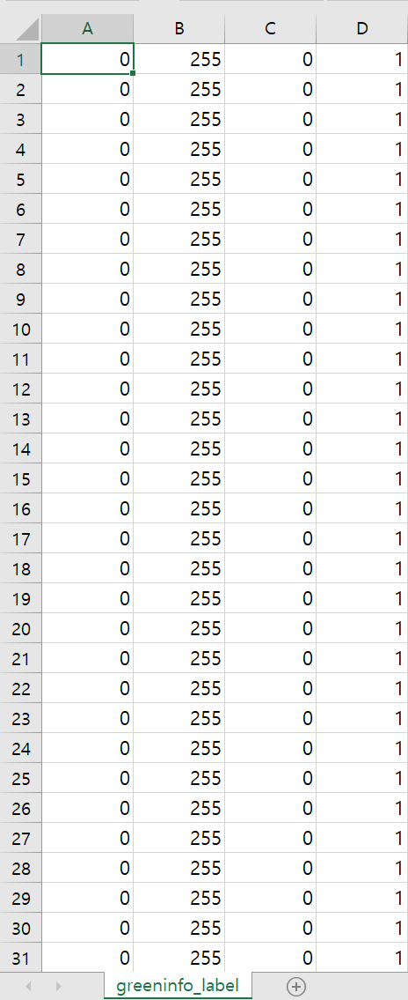 A B C D
1 0 255 0 1
2 0 255 0 1
3 0 255 0 1
4 0 255 0 1
5 0 255 0 1
6 0 255 0 1
7 0 255 0 1
8 0 255 0 1
9 0 255 0 1
10 0 255 0 1
11 0 255 0 1
12 0 255 0 1
13 0 255 0 1
14 0 255 0 1
15 0 255 0 1
16 0 255 0 1
17 0 255 0 1
18 0 255 0 1
19 0 255 0 1
20 0 255 0 1
21 0 255 0 1
22 0 255 0 1
23 0 255 0 1
24 0 255 0 1
25 0 255 0 1
26 0 255 0 1
27 0 255 0 1
28 0 255 0 1
29 0 255 0 1
30 0 255 0 1
31 0 255 0 1
greeninfo_label